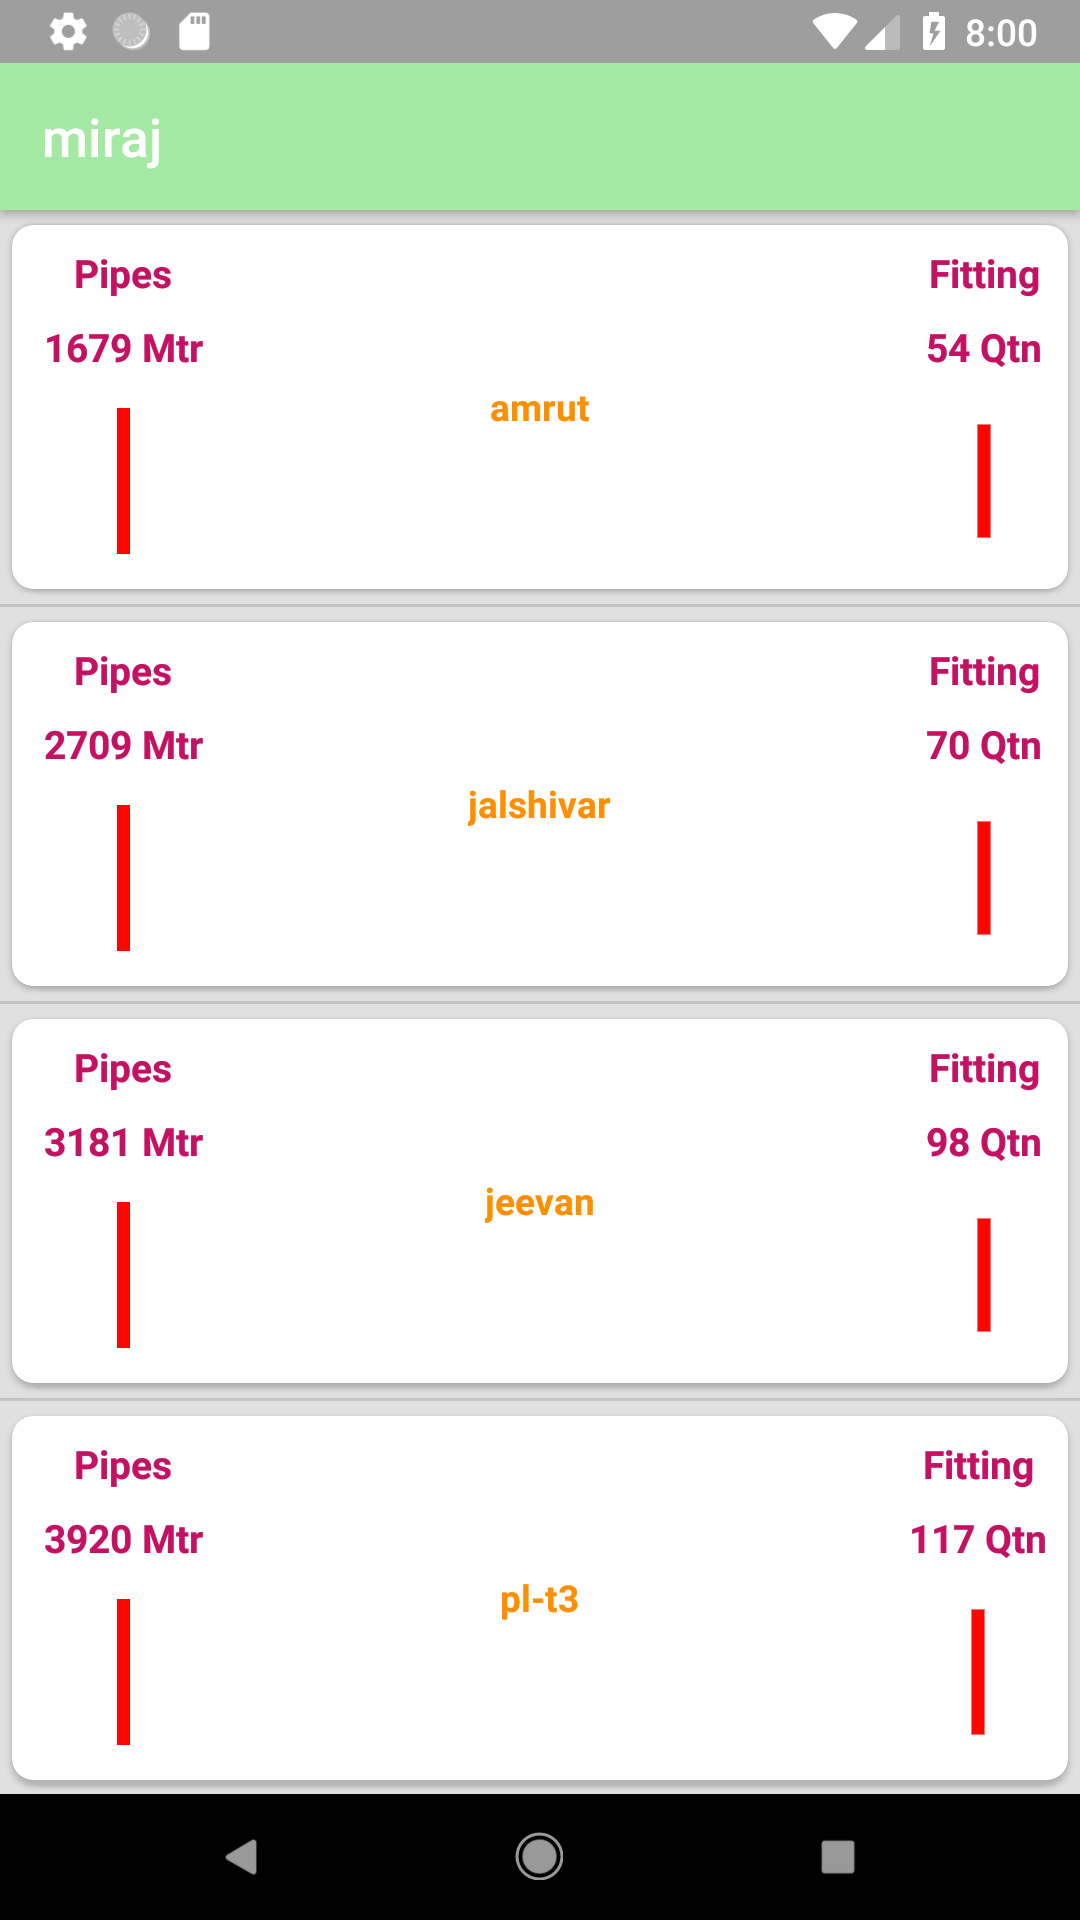 8:00
miraj
Pipes Fitting
1679 Mtr 54 Qtn
amrut
Pipes Fitting
2709 Mtr 70 Qtn
jalshivar
Pipes Fitting
3181 Mtr 98 Qtn
jeevan
Pipes Fitting
3920 Mtr 117 Qtn
pl-t3